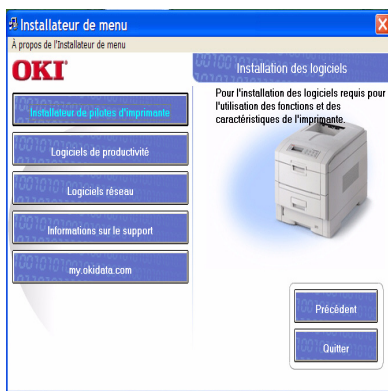 Installateur de menu
À propos de l'Installateur de menu
OKI
Installation des logiciels
Pour l'installation des logiciels requis pour
l'utilisation des fonctions et des
caractéristiques de l'imprimante.
Installateur de pilotes d'imprimante
Logiciels de productivité
Logiciels réseau
Informations sur le support
my.okidata.com
Précédent
Quitter